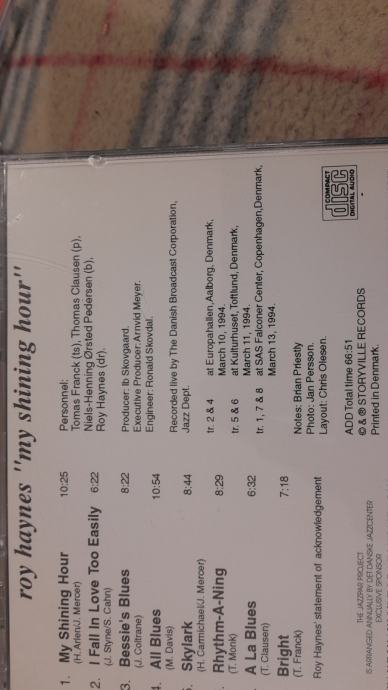 roy haynes "my shining hour"
1. My Shining Hour 10:25
(H.Arlen/J. Mercer)
2. I Fall In Love Too Easily 6:22
(J. Styne/S. Cahn)
3. Bessie's Blues 8:22
(J. Coltrane)
4. All Blues 10:54
(M. Davis)
5. Skylark 8:44
(H. Carmichael/J. Mercer)
Rhythm-A-Ning 8:29
(T. Monk)
A La Blues 6:32
(T. Clausen)
Bright 7:18
(T. Franck)
Roy Haynes' statement of acknowledgement
THE JAZZPAR PROJECT
IS ARRANGED ANNUALLY BY DET DANSKE JAZZCENTER
EXCLUSIVE SPONSOR
Personnel:
Tomas Franck (ts), Thomas Clausen (p),
Niels-Henning Ørsted Pedersen (b),
Roy Haynes (dr).
Producer: Ib Skovgaard.
Executive Producer: Arnvid Meyer.
Engineer: Ronald Skovdal.
Recorded live by The Danish Broadcast Corporation,
Jazz Dept.
tr. 2 & 4 at Europahallen, Aalborg, Denmark,
March 10, 1994.
tr. 5 & 6 at Kulturhuset, Toftlund, Denmark,
March 11, 1994.
tr. 1, 7 & 8 at SAS Falconer Center, Copenhagen, Denmark,
March 13, 1994.
Notes: Brian Priestly
Photo: Jan Persson.
Layout: Chris Olesen.
ADD Total time 66:51
© & ℗ STORYVILLE RECORDS
Printed in Denmark.
COMPACT
disc
DIGITAL AUDIO